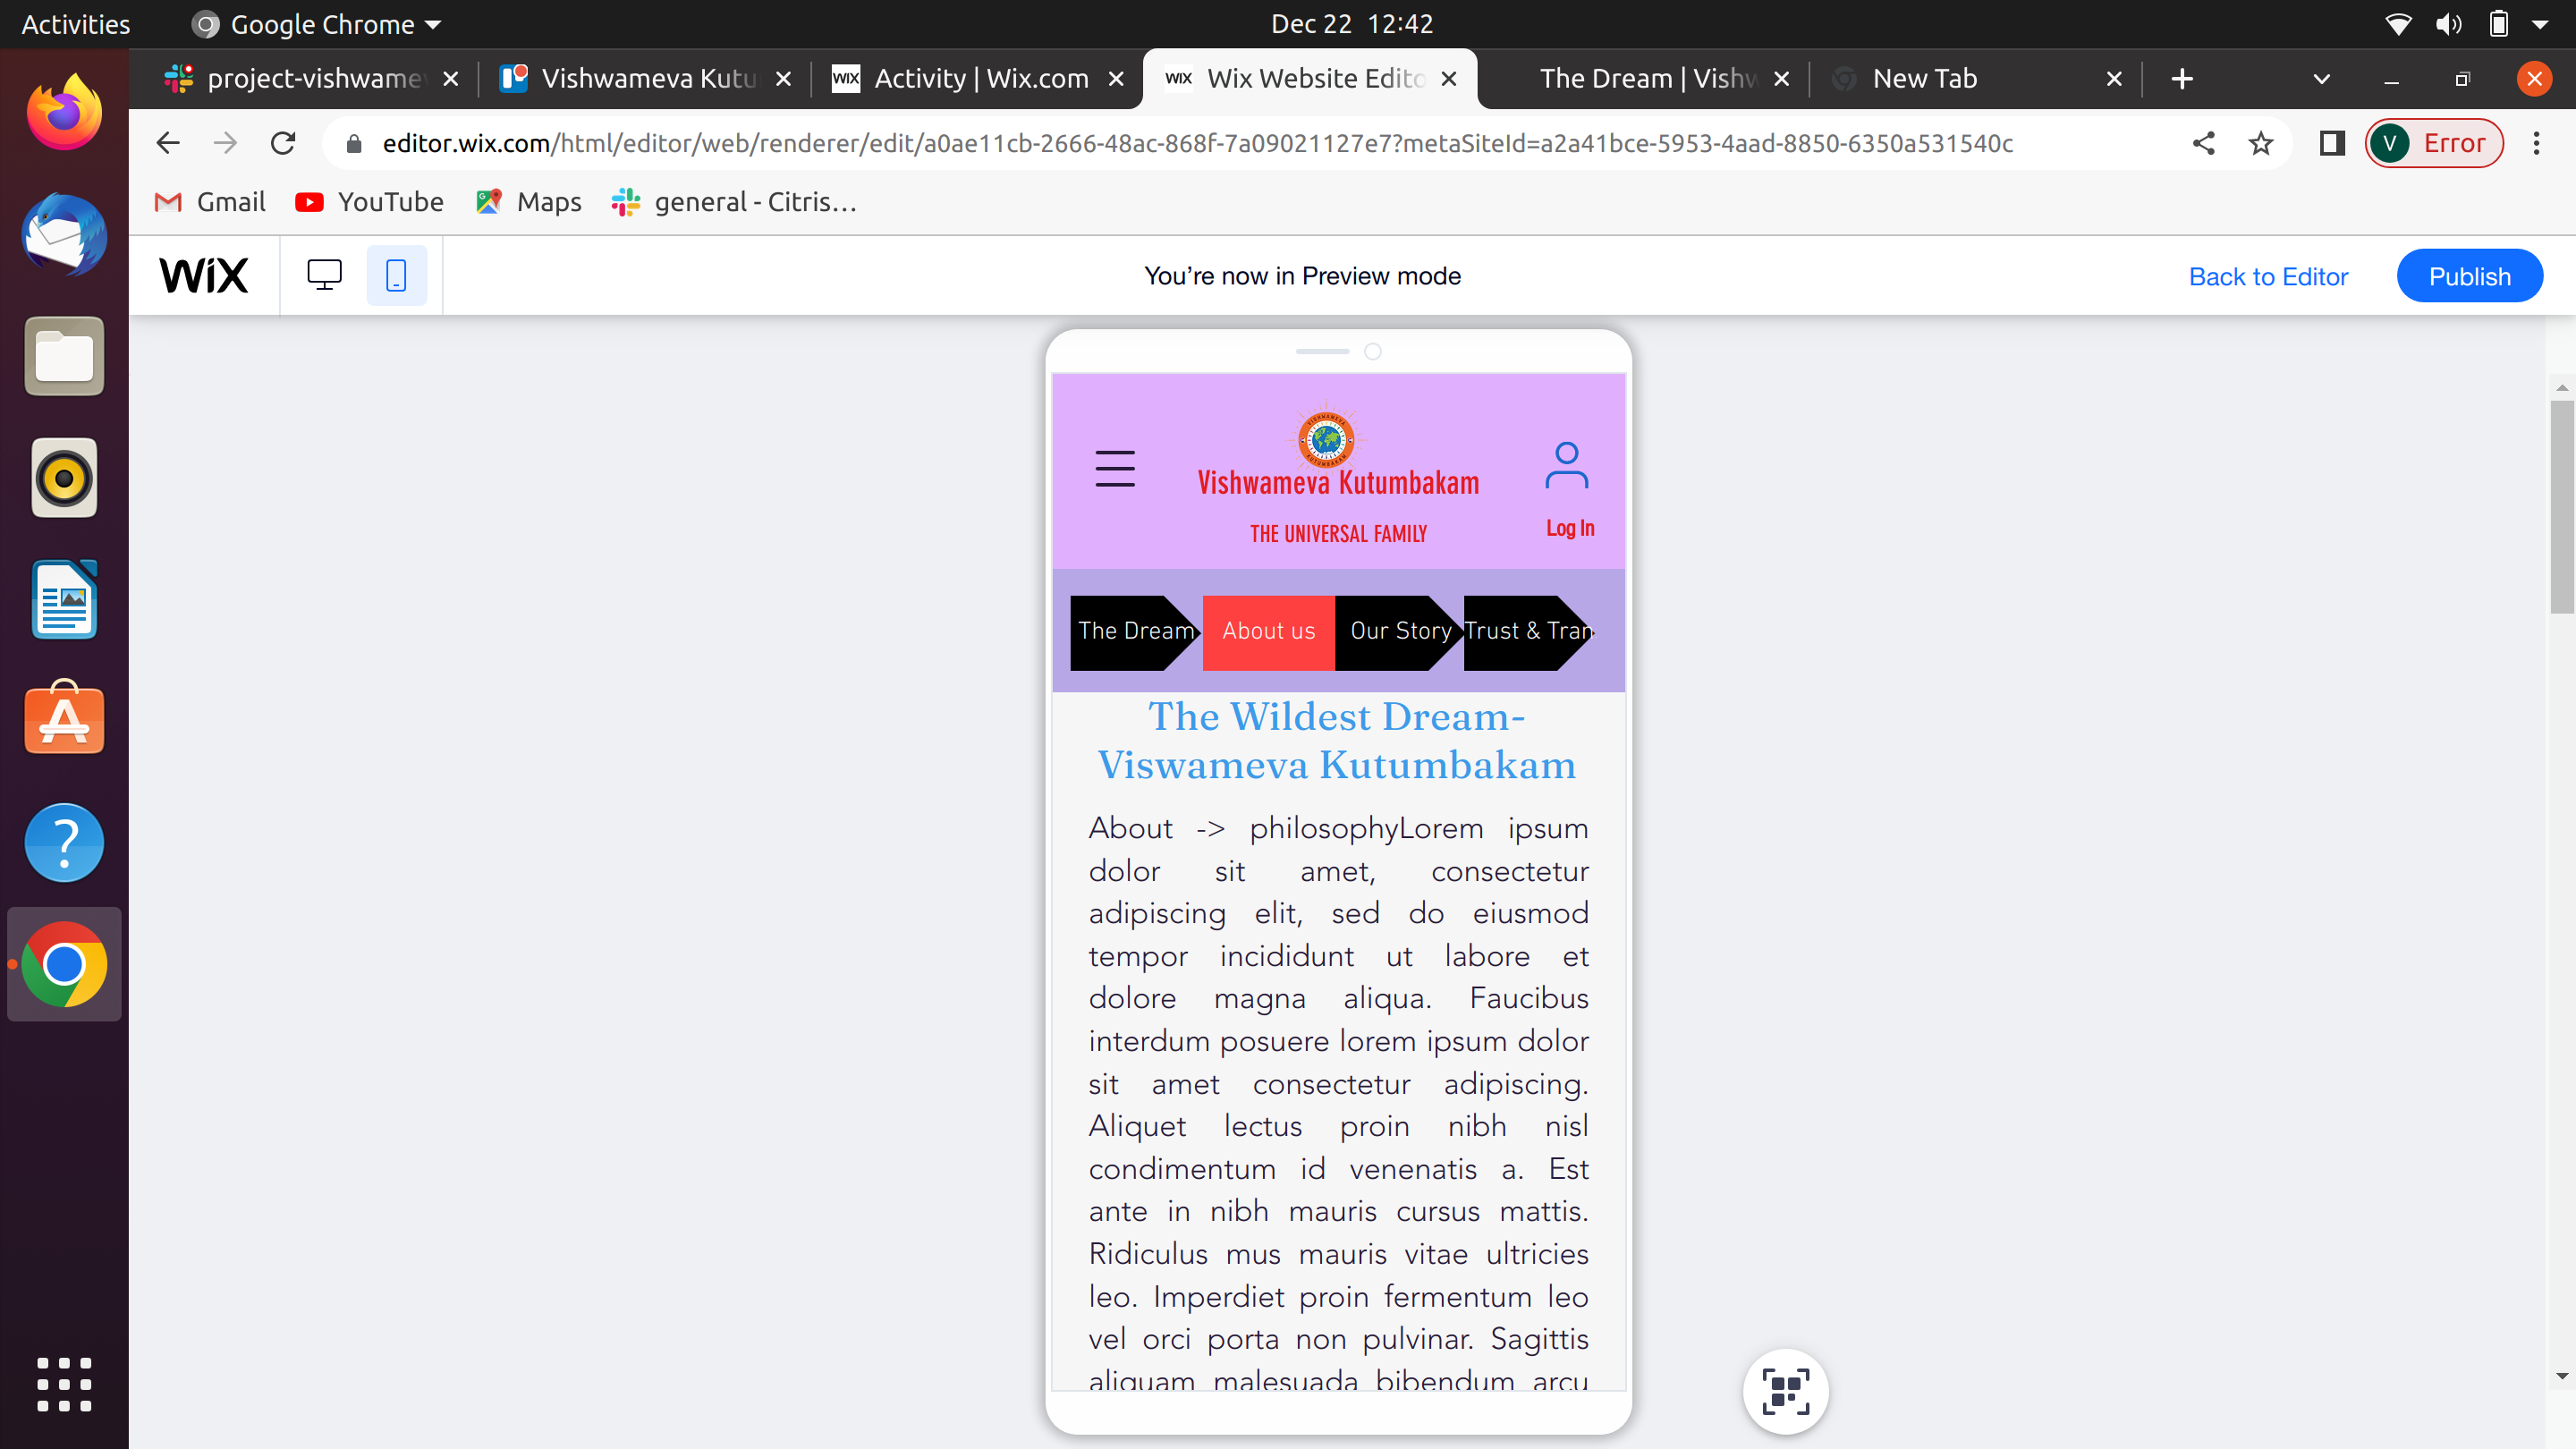 Activities
Google Chrome
Dec 22 12:42
project-vishwamev
Vishwameva Kutu
Activity | Wix.com
Wix Website Edito
The Dream | Vishw
New Tab
editor.wix.com/html/editor/web/renderer/edit/a0ae11cb-2666-48ac-868f-7a09021127e7?metaSiteId=a2a41bce-5953-4aad-8850-6350a531540c
V
Error
Gmail
YouTube
Maps
general - Citris...
WiX
You're now in Preview mode
Back to Editor
Publish
VISHWAMEVA
KUTUMBAKAM
Vishwameva Kutumbakam
THE UNIVERSAL FAMILY
Log In
The Dream
About us
Our Story
Trust & Tran
The Wildest Dream-
Viswameva Kutumbakam
About -> philosophyLorem ipsum
dolor sit amet, consectetur
adipiscing elit, sed do eiusmod
tempor incididunt ut labore et
dolore magna aliqua. Faucibus
interdum posuere lorem ipsum dolor
sit amet consectetur adipiscing.
Aliquet lectus proin nibh nisl
condimentum id venenatis a. Est
ante in nibh mauris cursus mattis.
Ridiculus mus mauris vitae ultricies
leo. Imperdiet proin fermentum leo
vel orci porta non pulvinar. Sagittis
aliquam malesuada bibendum arcu